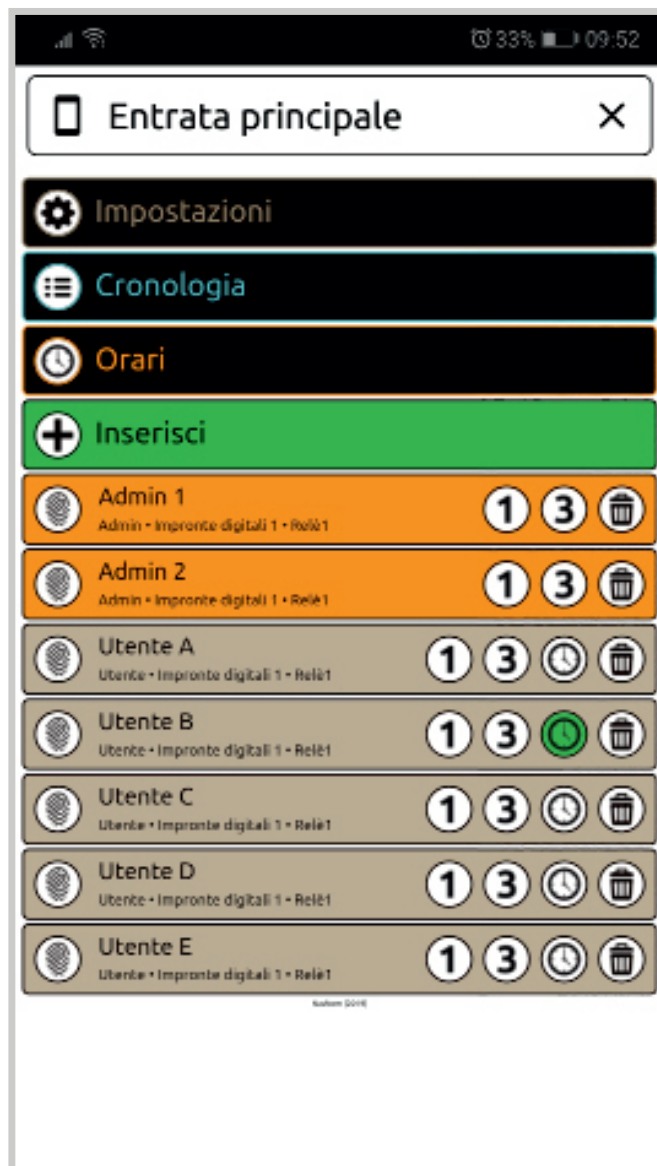 33% 09:52
Entrata principale
Impostazioni
Cronologia
Orari
Inserisci
Admin 1
Admin • Impronte digitali 1 • Relè1
1 3
Admin 2
Admin • Impronte digitali 1 • Relè1
1 3
Utente A
Utente • Impronte digitali 1 • Relè1
1 3
Utente B
Utente • Impronte digitali 1 • Relè1
1 3
Utente C
Utente • Impronte digitali 1 • Relè1
1 3
Utente D
Utente • Impronte digitali 1 • Relè1
1 3
Utente E
Utente • Impronte digitali 1 • Relè1
1 3